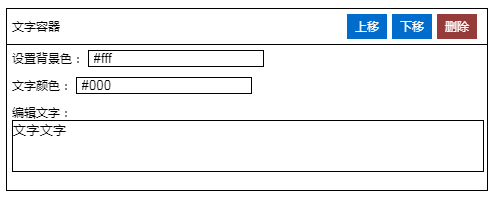 文字容器 上移 下移 删除
设置背景色： #fff
文字颜色： #000
编辑文字：
文字文字